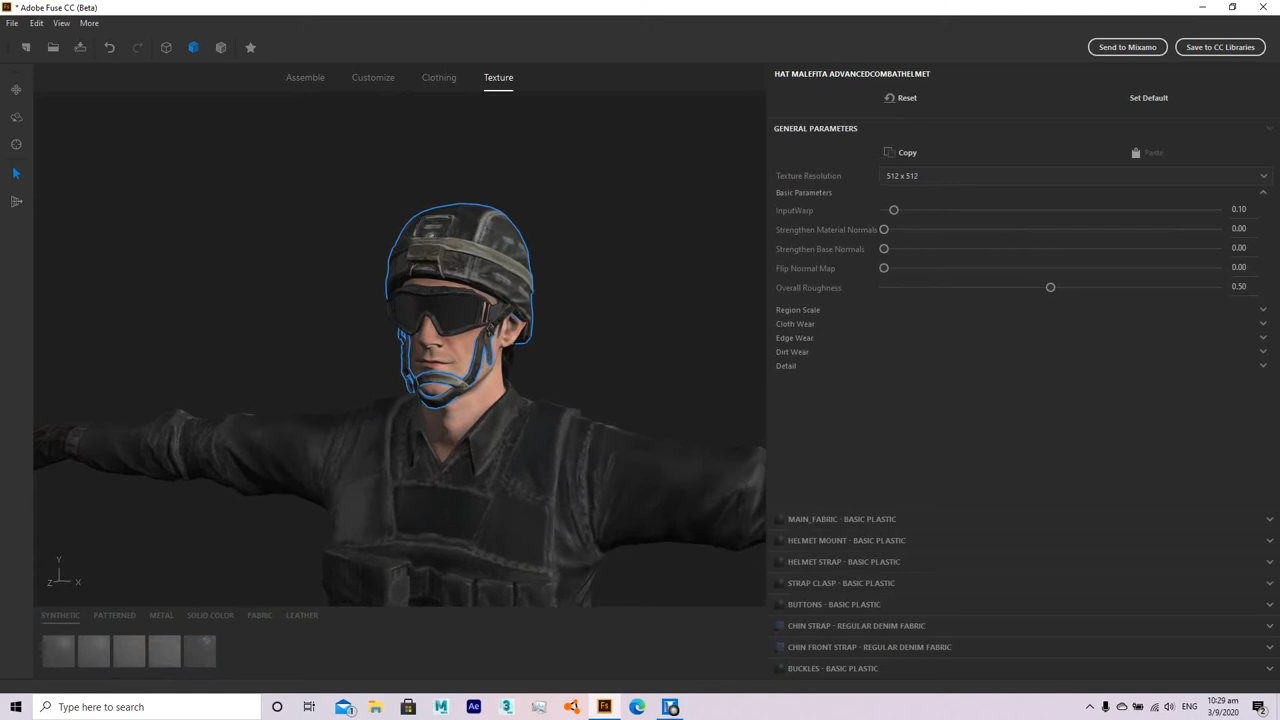 * Adobe Fuse CC (Beta)
File Edit View More
Send to Mixamo Save to CC Libraries
Assemble Customize Clothing Texture
HAT MALEFITA ADVANCEDCOMBATHELMET
Reset Set Default
GENERAL PARAMETERS
Copy Paste
Texture Resolution 512 x 512
Basic Parameters
InputWarp 0.10
Strengthen Material Normals 0.00
Strengthen Base Normals 0.00
Flip Normal Map 0.00
Overall Roughness 0.50
Region Scale
Cloth Wear
Edge Wear
Dirt Wear
Detail
MAIN_FABRIC - BASIC PLASTIC
HELMET MOUNT - BASIC PLASTIC
HELMET STRAP - BASIC PLASTIC
STRAP CLASP - BASIC PLASTIC
BUTTONS - BASIC PLASTIC
CHIN STRAP - REGULAR DENIM FABRIC
CHIN FRONT STRAP - REGULAR DENIM FABRIC
BUCKLES - BASIC PLASTIC
Y
Z X
SYNTHETIC PATTERNED METAL SOLID COLOR FABRIC LEATHER
Type here to search
ENG
10:29 am
3/9/2020